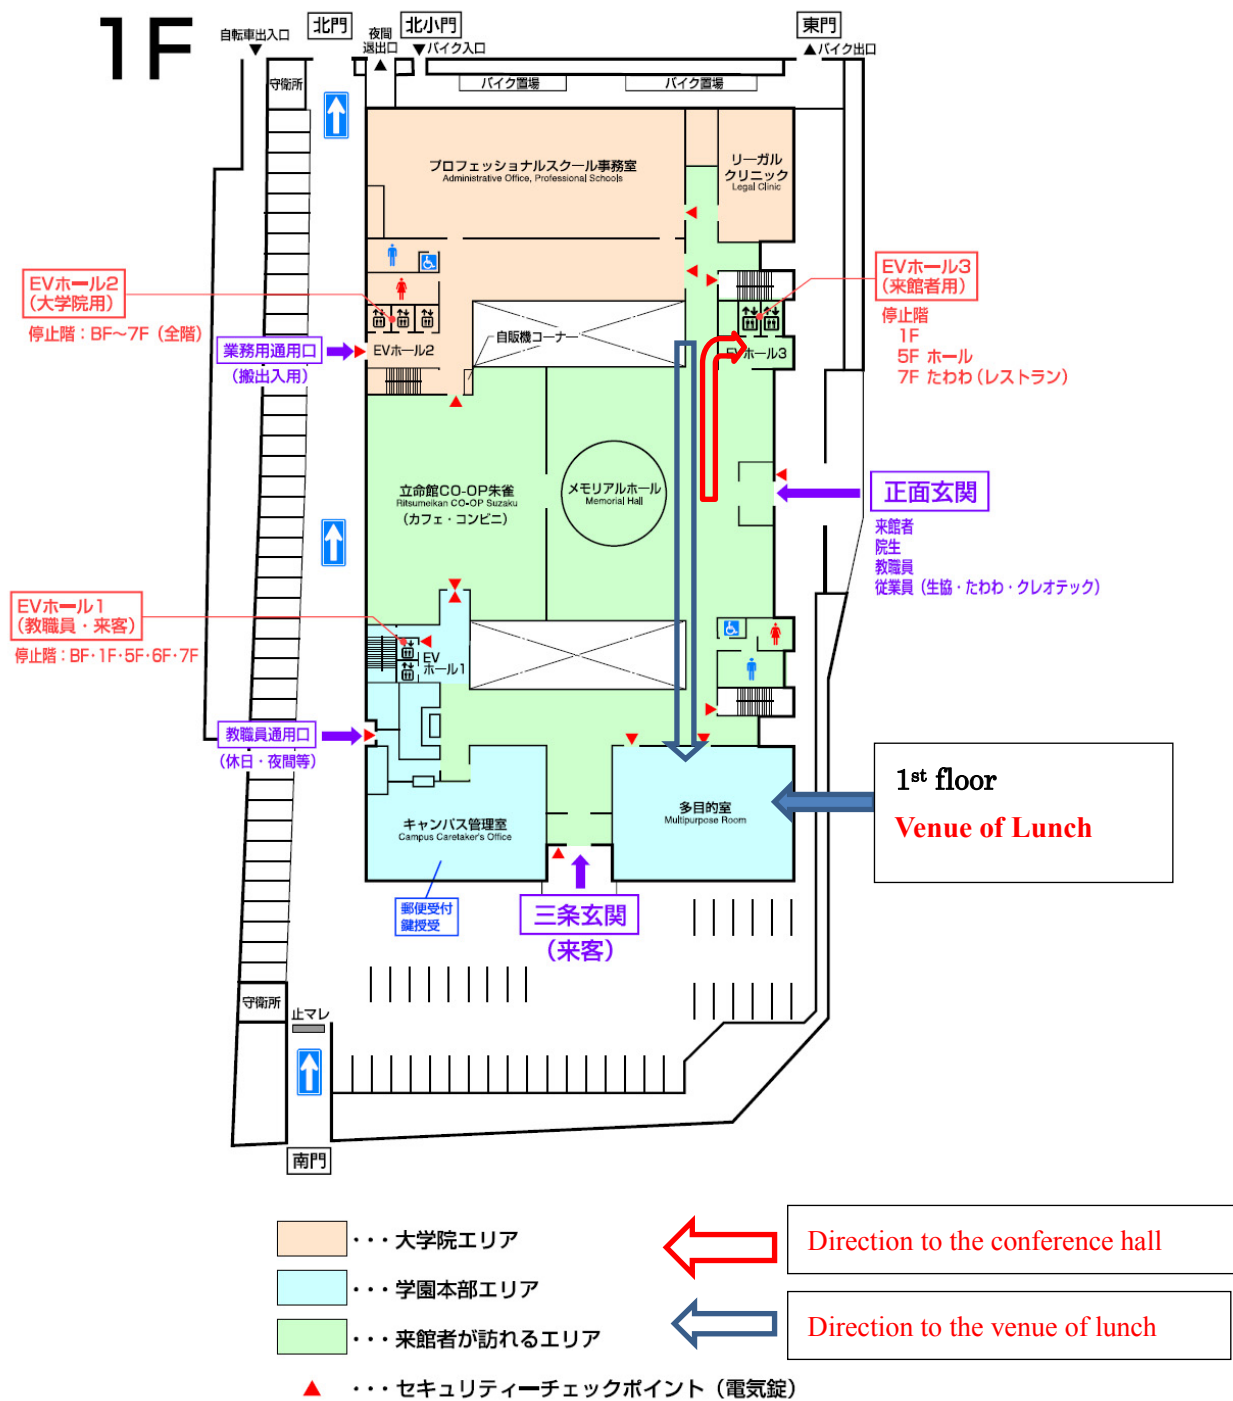 1F
自転車出入口
北門
夜間
退出口
北小門
バイク入口
東門
バイク出口
守衛所
バイク置場
バイク置場
プロフェッショナルスクール事務室
Administrative Office, Professional Schools
リーガル
クリニック
Legal Clinic
EVホール2
(大学院用)
停止階：BF～7F (全階)
EVホール3
(来館者用)
停止階
1F
5F ホール
7F たわわ (レストラン)
自販機コーナー
業務用通用口
(搬出入用)
EVホール2
EVホール3
立命館CO-OP朱雀
Ritsumeikan CO-OP Suzaku
(カフェ・コンビニ)
メモリアルホール
Memorial Hall
正面玄関
来館者
院生
教職員
従業員 (生協・たわわ・クレオテック)
EVホール1
(教職員・来客)
停止階：BF・1F・5F・6F・7F
EV
ホール1
教職員通用口
(休日・夜間等)
キャンパス管理室
Campus Caretaker's Office
多目的室
Multipurpose Room
1st floor
Venue of Lunch
郵便受付
鍵授受
三条玄関
(来客)
守衛所
止マレ
南門
・・・大学院エリア
・・・学園本部エリア
・・・来館者が訪れるエリア
・・・セキュリティーチェックポイント (電気錠)
Direction to the conference hall
Direction to the venue of lunch